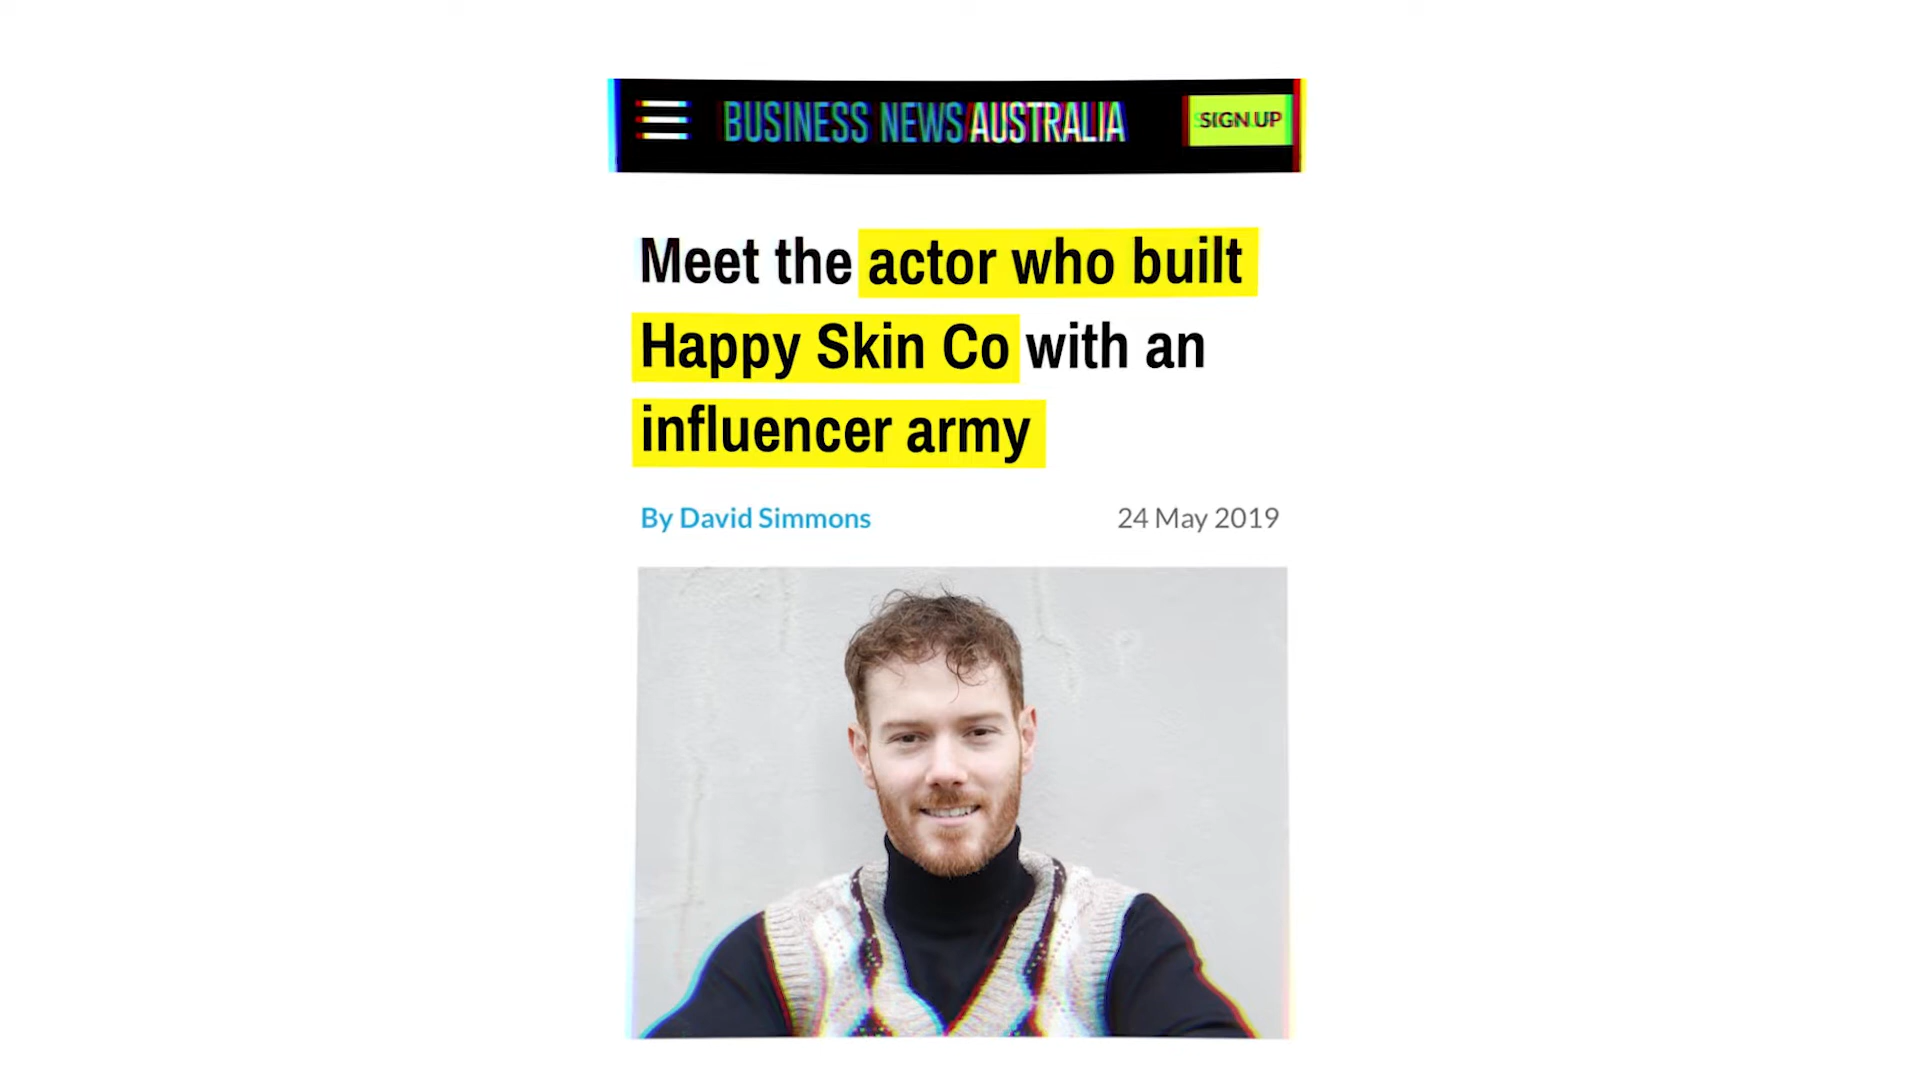 BUSINESS NEWS AUSTRALIA
SIGN UP
Meet the actor who built
Happy Skin Co with an
influencer army
By David Simmons
24 May 2019